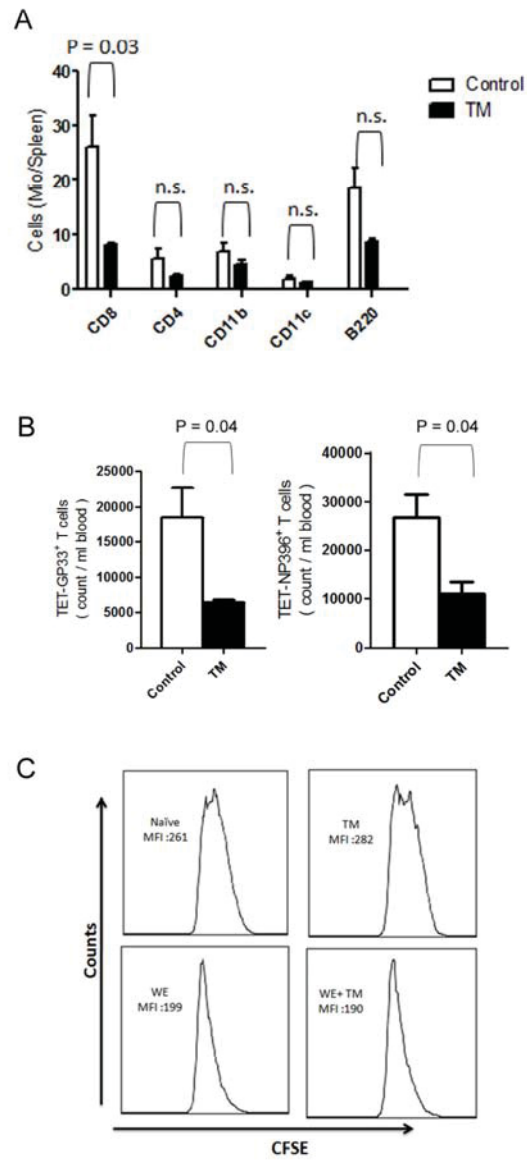 A
P = 0.03
40
30
20
10
0
Cells (Mio/Spleen)
n.s.
n.s.
n.s.
n.s.
Control
TM
CD8
CD4
CD11b
CD11c
B220
B
P = 0.04
25000
20000
15000
10000
5000
0
TET-GP33⁺ T cells
( count / ml blood )
Control
TM
P = 0.04
40000
30000
20000
10000
0
TET-NP396⁺ T cells
( count / ml blood )
Control
TM
C
Counts
Naïve
MFI :261
TM
MFI :282
WE
MFI :199
WE+ TM
MFI :190
CFSE